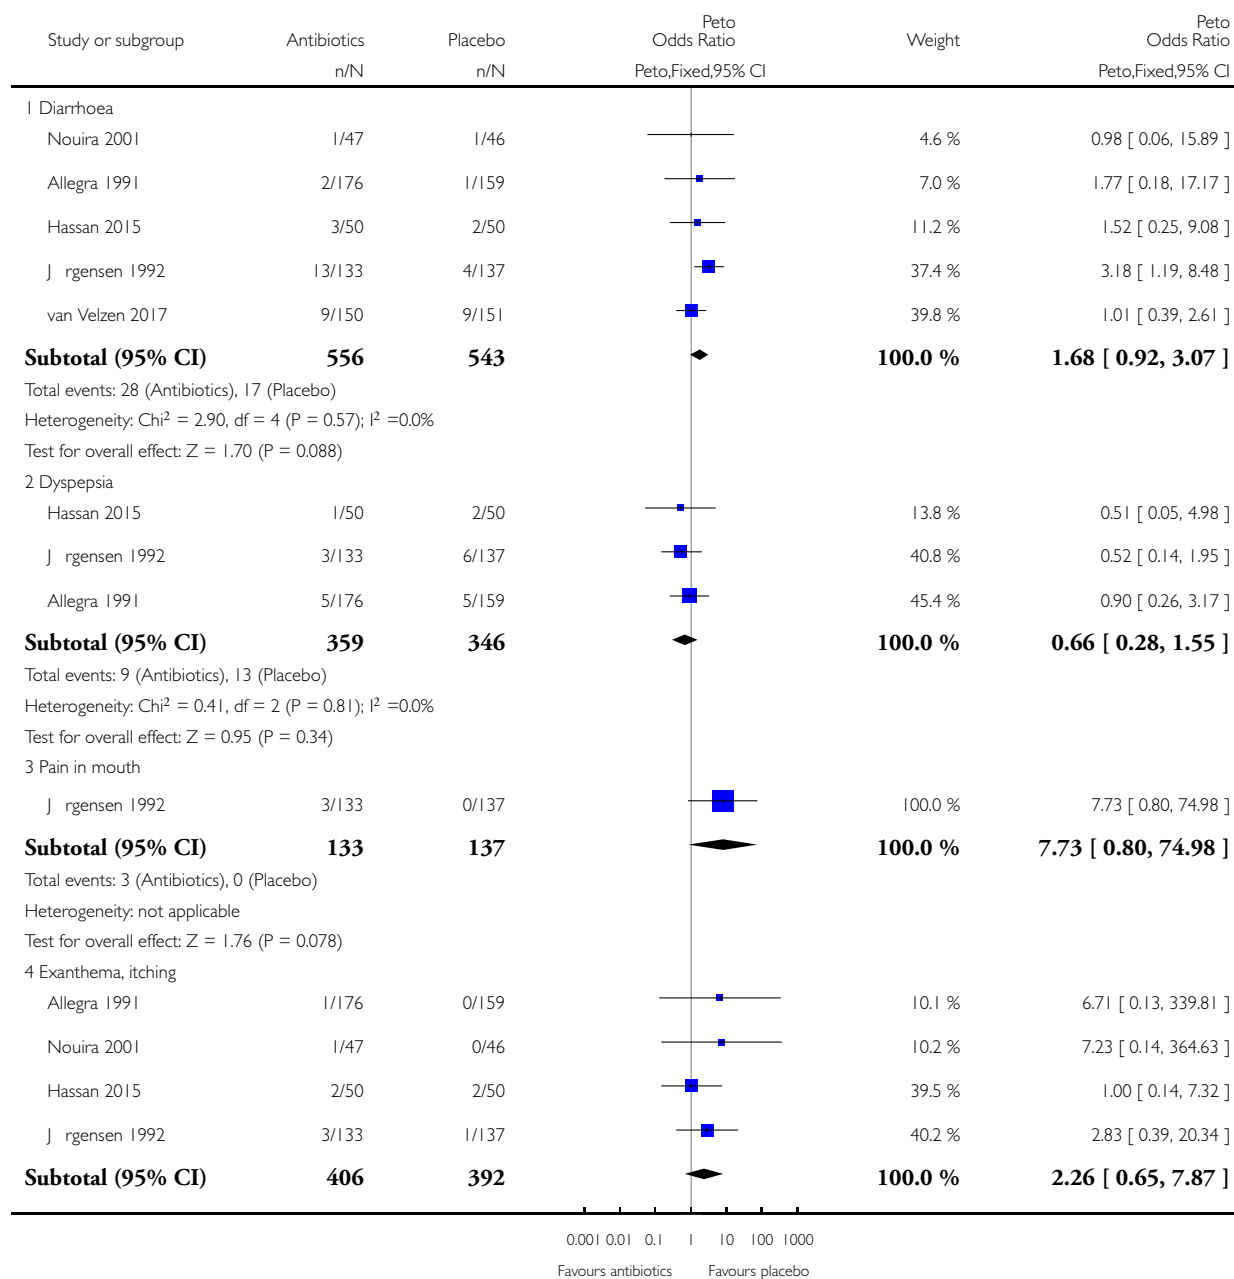 Peto Peto
Study or subgroup Antibiotics Placebo Odds Ratio Weight Odds Ratio
n/N n/N Peto,Fixed,95% CI Peto,Fixed,95% CI
1 Diarrhoea
Nouira 2001 1/47 1/46 4.6 % 0.98 [ 0.06, 15.89 ]
Allegra 1991 2/176 1/159 7.0 % 1.77 [ 0.18, 17.17 ]
Hassan 2015 3/50 2/50 11.2 % 1.52 [ 0.25, 9.08 ]
J rgensen 1992 13/133 4/137 37.4 % 3.18 [ 1.19, 8.48 ]
van Velzen 2017 9/150 9/151 39.8 % 1.01 [ 0.39, 2.61 ]
Subtotal (95% CI) 556 543 100.0 % 1.68 [ 0.92, 3.07 ]
Total events: 28 (Antibiotics), 17 (Placebo)
Heterogeneity: Chi² = 2.90, df = 4 (P = 0.57); I² =0.0%
Test for overall effect: Z = 1.70 (P = 0.088)
2 Dyspepsia
Hassan 2015 1/50 2/50 13.8 % 0.51 [ 0.05, 4.98 ]
J rgensen 1992 3/133 6/137 40.8 % 0.52 [ 0.14, 1.95 ]
Allegra 1991 5/176 5/159 45.4 % 0.90 [ 0.26, 3.17 ]
Subtotal (95% CI) 359 346 100.0 % 0.66 [ 0.28, 1.55 ]
Total events: 9 (Antibiotics), 13 (Placebo)
Heterogeneity: Chi² = 0.41, df = 2 (P = 0.81); I² =0.0%
Test for overall effect: Z = 0.95 (P = 0.34)
3 Pain in mouth
J rgensen 1992 3/133 0/137 100.0 % 7.73 [ 0.80, 74.98 ]
Subtotal (95% CI) 133 137 100.0 % 7.73 [ 0.80, 74.98 ]
Total events: 3 (Antibiotics), 0 (Placebo)
Heterogeneity: not applicable
Test for overall effect: Z = 1.76 (P = 0.078)
4 Exanthema, itching
Allegra 1991 1/176 0/159 10.1 % 6.71 [ 0.13, 339.81 ]
Nouira 2001 1/47 0/46 10.2 % 7.23 [ 0.14, 364.63 ]
Hassan 2015 2/50 2/50 39.5 % 1.00 [ 0.14, 7.32 ]
J rgensen 1992 3/133 1/137 40.2 % 2.83 [ 0.39, 20.34 ]
Subtotal (95% CI) 406 392 100.0 % 2.26 [ 0.65, 7.87 ]
0.001 0.01 0.1 1 10 100 1000
Favours antibiotics Favours placebo